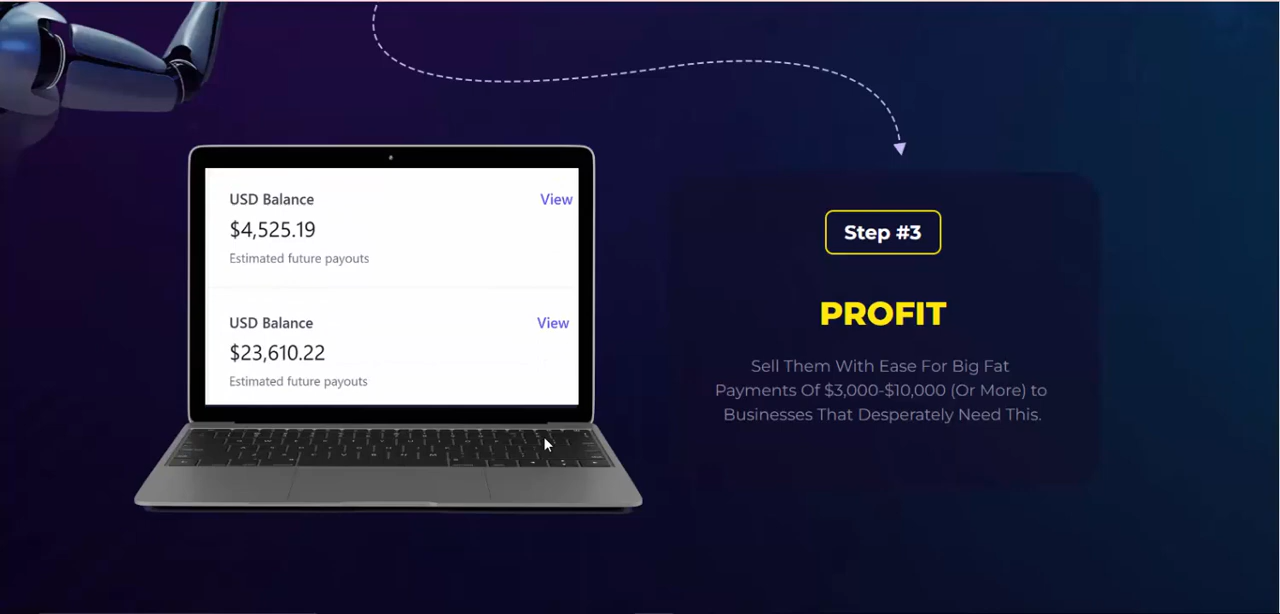 USD Balance
View
$4,525.19
Estimated future payouts
USD Balance
View
$23,610.22
Estimated future payouts
Step #3
PROFIT
Sell Them With Ease For Big Fat
Payments Of $3,000-$10,000 (Or More) to
Businesses That Desperately Need This.